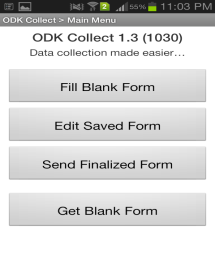 55% 11:03 PM
ODK Collect > Main Menu
ODK Collect 1.3 (1030)
Data collection made easier...
Fill Blank Form
Edit Saved Form
Send Finalized Form
Get Blank Form